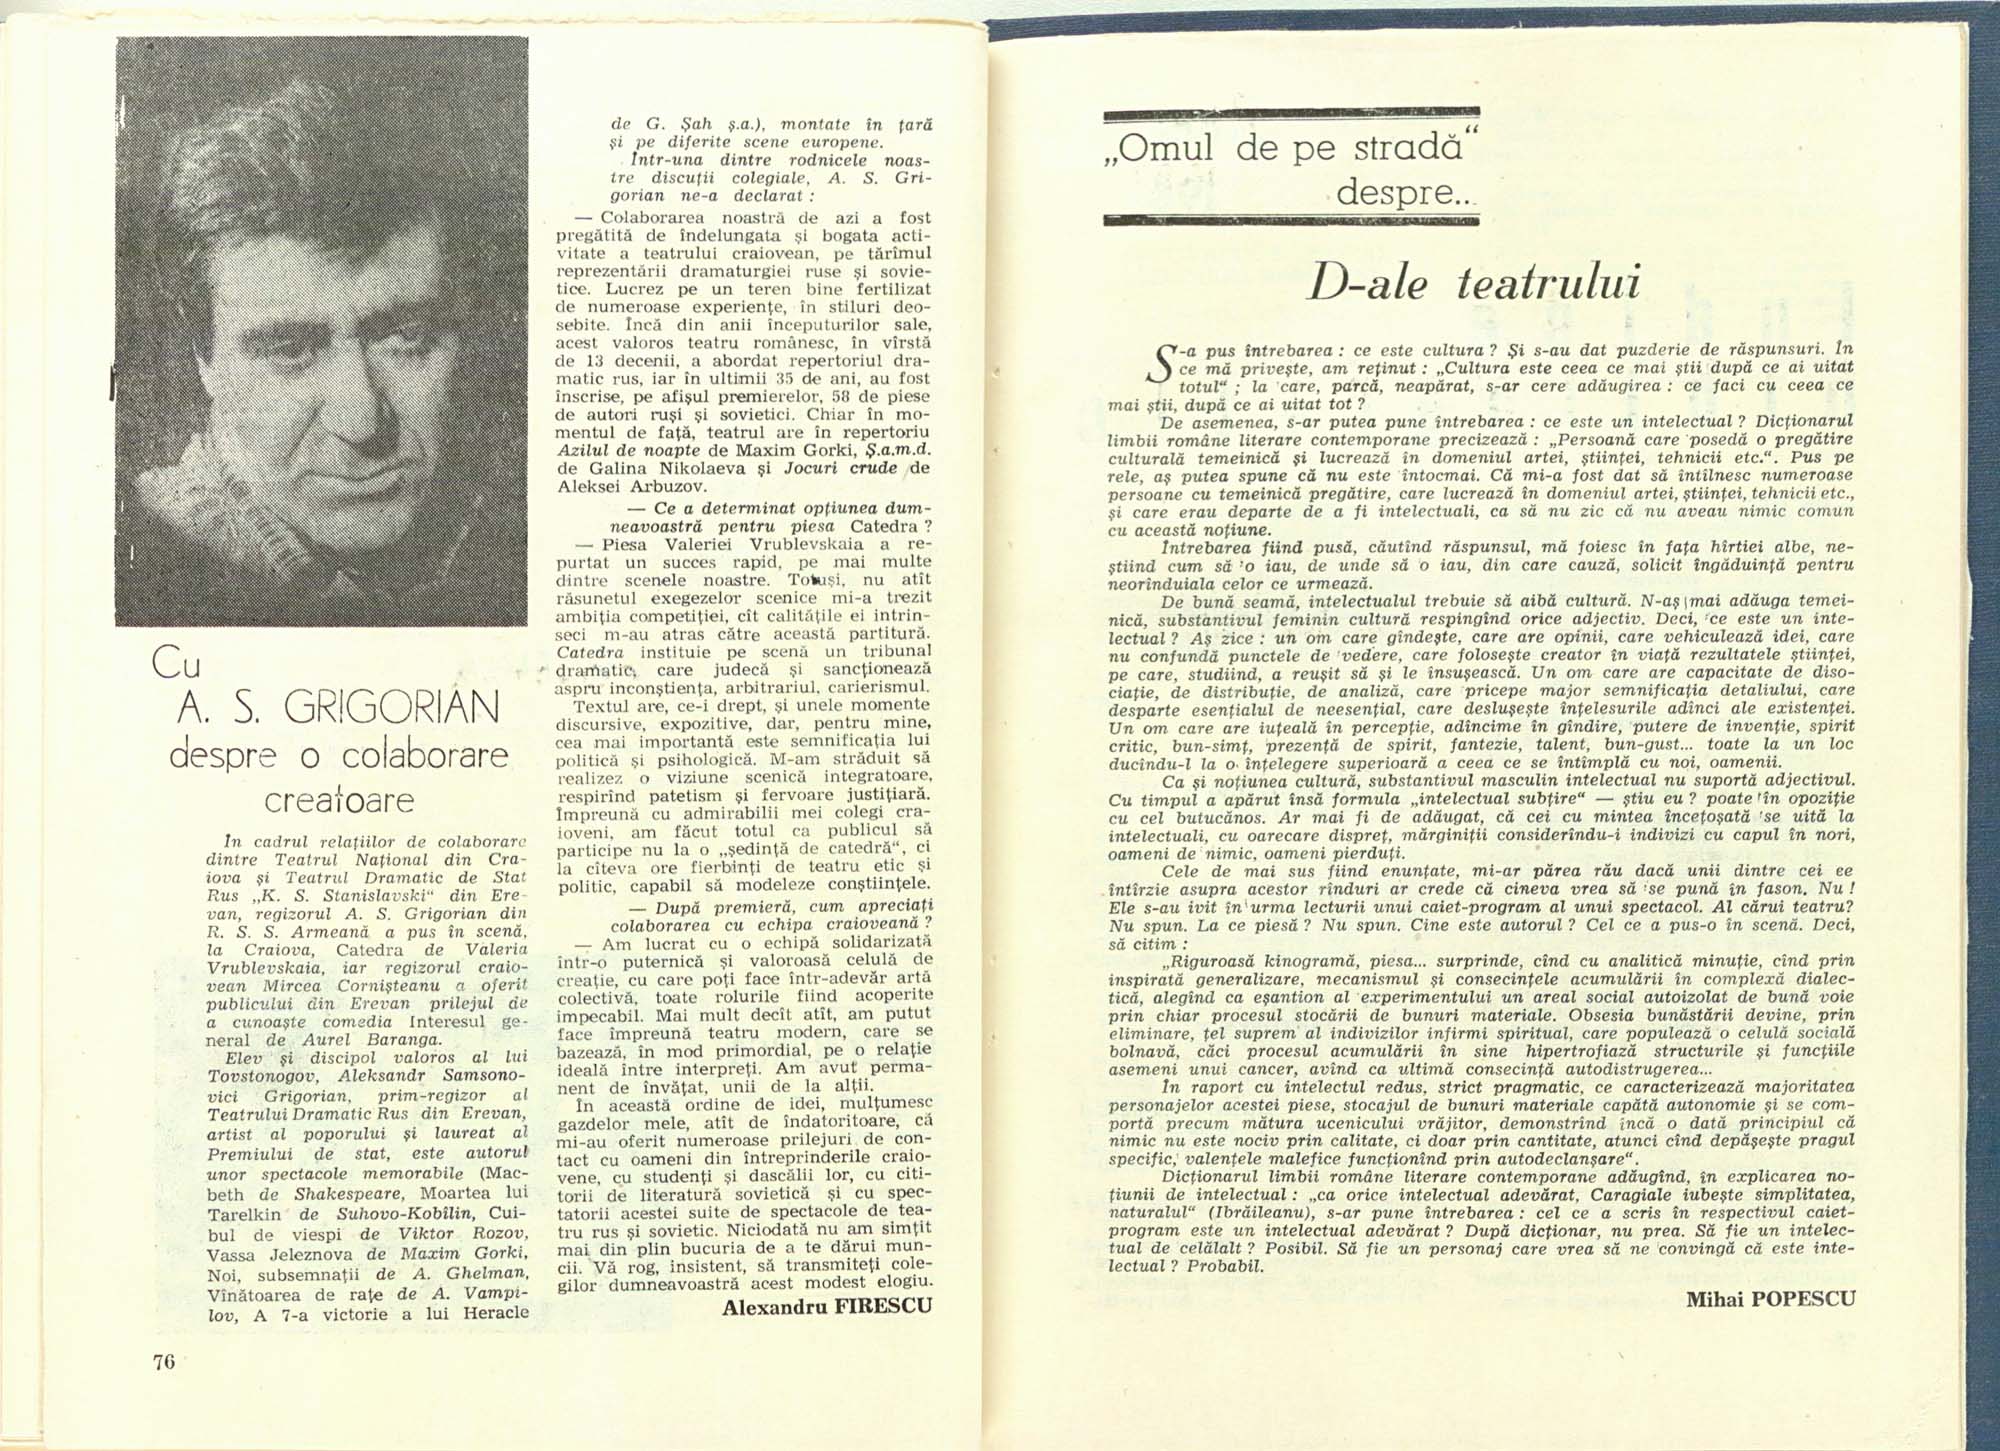 Cu
A. S. GRIGORIAN
despre o colaborare
creatoare
In cadrul relațiilor de colaborare
dintre Teatrul Național din Cra-
iova și Teatrul Dramatic de Stat
Rus „K. S. Stanislavski“ din Ere-
van, regizorul A. S. Grigorian din
R. S. S. Armeană a pus în scenă,
la Craiova, Catedra de Valeria
Vrublevskaia, iar regizorul craio-
vean Mircea Cornișteanu a oferit
publicului din Erevan prilejul de
a cunoaște comedia Interesul ge-
neral de Aurel Baranga.
Elev și discipol valoros al lui
Tovstonogov, Aleksandr Samsono-
vici Grigorian, prim-regizor al
Teatrului Dramatic Rus din Erevan,
artist al poporului și laureat al
Premiului de stat, este autorul
unor spectacole memorabile (Mac-
beth de Shakespeare, Moartea lui
Tarelkin de Suhovo-Kobîlin, Cui-
bul de viespi de Viktor Rozov,
Vassa Jeleznova de Maxim Gorki,
Noi, subsemnații de A. Ghelman,
Vînătoarea de rațe de A. Vampi-
lov, A 7-a victorie a lui Heracle
76
de G. Șah ș.a.), montate în țară
și pe diferite scene europene.
Într-una dintre rodnicele noas-
tre discuții colegiale, A. S. Gri-
gorian ne-a declarat :
— Colaborarea noastră de azi a fost
pregătită de îndelungata și bogata acti-
vitate a teatrului craiovean, pe tărîmul
reprezentării dramaturgiei ruse și sovie-
tice. Lucrez pe un teren bine fertilizat
de numeroase experiențe, în stiluri deo-
sebite. Încă din anii începuturilor sale,
acest valoros teatru românesc, în vîrstă
de 13 decenii, a abordat repertoriul dra-
matic rus, iar în ultimii 35 de ani, au fost
înscrise, pe afișul premierelor, 58 de piese
de autori ruși și sovietici. Chiar în mo-
mentul de față, teatrul are în repertoriu
Azilul de noapte de Maxim Gorki, Ș.a.m.d.
de Galina Nikolaeva și Jocuri crude de
Aleksei Arbuzov.
— Ce a determinat opțiunea dum-
neavoastră pentru piesa Catedra ?
— Piesa Valeriei Vrublevskaia a re-
purtat un succes rapid, pe mai multe
dintre scenele noastre. Totuși, nu atît
răsunetul exegezelor scenice mi-a trezit
ambiția competiției, cît calitățile ei intrin-
seci m-au atras către această partitură.
Catedra instituie pe scenă un tribunal
dramatic, care judecă și sancționează
aspru inconștiența, arbitrariul, carierismul.
Textul are, ce-i drept, și unele momente
discursive, expozitive, dar, pentru mine,
cea mai importantă este semnificația lui
politică și psihologică. M-am străduit să
realizez o viziune scenică integratoare,
respirînd patetism și fervoare justițiară.
Împreună cu admirabilii mei colegi cra-
ioveni, am făcut totul ca publicul să
participe nu la o „ședință de catedră“, ci
la cîteva ore fierbinți de teatru etic și
politic, capabil să modeleze conștiințele.
— După premieră, cum apreciați
colaborarea cu echipa craioveană ?
— Am lucrat cu o echipă solidarizată
într-o puternică și valoroasă celulă de
creație, cu care poți face într-adevăr artă
colectivă, toate rolurile fiind acoperite
impecabil. Mai mult decît atît, am putut
face împreună teatru modern, care se
bazează, în mod primordial, pe o relație
ideală între interpreți. Am avut perma-
nent de învățat, unii de la alții.
În această ordine de idei, mulțumesc
gazdelor mele, atît de îndatoritoare, că
mi-au oferit numeroase prilejuri de con-
tact cu oameni din întreprinderile craio-
vene, cu studenți și dascălii lor, cu citi-
torii de literatură sovietică și cu spec-
tatorii acestei suite de spectacole de tea-
tru rus și sovietic. Niciodată nu am simțit
mai din plin bucuria de a te dărui mun-
cii. Vă rog, insistent, să transmiteți cole-
gilor dumneavoastră acest modest elogiu.
Alexandru FIRESCU
„Omul de pe stradă“
despre...
D-ale teatrului
S-a pus întrebarea : ce este cultura ? Și s-au dat puzderie de răspunsuri. În
ce mă privește, am reținut : „Cultura este ceea ce mai știi după ce ai uitat
totul“ ; la care, parcă, neapărat, s-ar cere adăugirea : ce faci cu ceea ce
mai știi, după ce ai uitat tot ?
De asemenea, s-ar putea pune întrebarea : ce este un intelectual ? Dicționarul
limbii române literare contemporane precizează : „Persoană care posedă o pregătire
culturală temeinică și lucrează în domeniul artei, științei, tehnicii etc.“. Pus pe
rele, aș putea spune că nu este întocmai. Că mi-a fost dat să întîlnesc numeroase
persoane cu temeinică pregătire, care lucrează în domeniul artei, științei, tehnicii etc.,
și care erau departe de a fi intelectuali, ca să nu zic că nu aveau nimic comun
cu această noțiune.
Întrebarea fiind pusă, căutînd răspunsul, mă foiesc în fața hîrtiei albe, ne-
știind cum să o iau, de unde să o iau, din care cauză, solicit îngăduință pentru
neorînduiala celor ce urmează.
De bună seamă, intelectualul trebuie să aibă cultură. N-aș mai adăuga temei-
nică, substantivul feminin cultură respingînd orice adjectiv. Deci, ce este un inte-
lectual ? Aș zice : un om care gîndește, care are opinii, care vehiculează idei, care
nu confundă punctele de vedere, care folosește creator în viață rezultatele științei,
pe care, studiind, a reușit să și le însușească. Un om care are capacitate de diso-
ciație, de distribuție, de analiză, care pricepe major semnificația detaliului, care
desparte esențialul de neesențial, care deslușește înțelesurile adînci ale existenței.
Un om care are iuțeală în percepție, adîncime în gîndire, putere de invenție, spirit
critic, bun-simț, prezență de spirit, fantezie, talent, bun-gust... toate la un loc
ducîndu-l la o înțelegere superioară a ceea ce se întîmplă cu noi, oamenii.
Ca și noțiunea cultură, substantivul masculin intelectual nu suportă adjectivul.
Cu timpul a apărut însă formula „intelectual subțire“ — știu eu ? poate în opoziție
cu cel butucănos. Ar mai fi de adăugat, că cei cu mintea încețoșată se uită la
intelectuali, cu oarecare dispreț, mărginiții considerîndu-i indivizi cu capul în nori,
oameni de nimic, oameni pierduți.
Cele de mai sus fiind enunțate, mi-ar părea rău dacă unii dintre cei ce
întîrzie asupra acestor rînduri ar crede că cineva vrea să se pună în fason. Nu !
Ele s-au ivit în urma lecturii unui caiet-program al unui spectacol. Al cărui teatru?
Nu spun. La ce piesă ? Nu spun. Cine este autorul ? Cel ce a pus-o în scenă. Deci,
să citim :
„Riguroasă kinogramă, piesa... surprinde, cînd cu analitică minuție, cînd prin
inspirată generalizare, mecanismul și consecințele acumulării în complexă dialec-
tică, alegînd ca eșantion al experimentului un areal social autoizolat de bună voie
prin chiar procesul stocării de bunuri materiale. Obsesia bunăstării devine, prin
eliminare, țel suprem al indivizilor infirmi spiritual, care populează o celulă socială
bolnavă, căci procesul acumulării în sine hipertrofiază structurile și funcțiile
asemeni unui cancer, avînd ca ultimă consecință autodistrugerea...
În raport cu intelectul redus, strict pragmatic, ce caracterizează majoritatea
personajelor acestei piese, stocajul de bunuri materiale capătă autonomie și se com-
portă precum mătura ucenicului vrăjitor, demonstrînd încă o dată principiul că
nimic nu este nociv prin calitate, ci doar prin cantitate, atunci cînd depășește pragul
specific, valențele malefice funcționînd prin autodeclanșare“.
Dicționarul limbii române literare contemporane adăugînd, în explicarea no-
țiunii de intelectual : „ca orice intelectual adevărat, Caragiale iubește simplitatea,
naturalul“ (Ibrăileanu), s-ar pune întrebarea : cel ce a scris în respectivul caiet-
program este un intelectual adevărat ? După dicționar, nu prea. Să fie un intelec-
tual de celălalt ? Posibil. Să fie un personaj care vrea să ne convingă că este inte-
lectual ? Probabil.
Mihai POPESCU